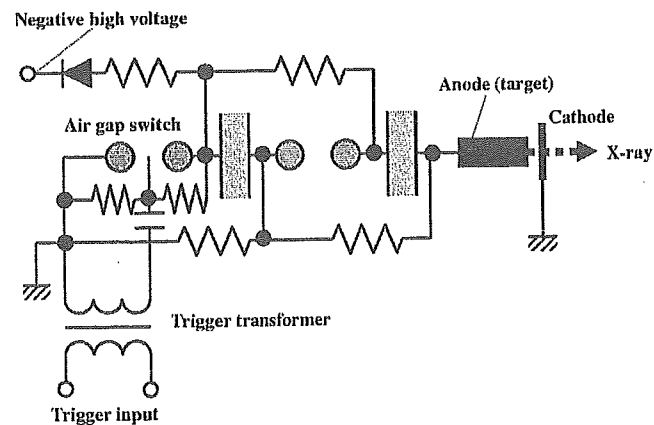 Negative high voltage
Anode (target)
Cathode
Air gap switch
X-ray
Trigger transformer
Trigger input